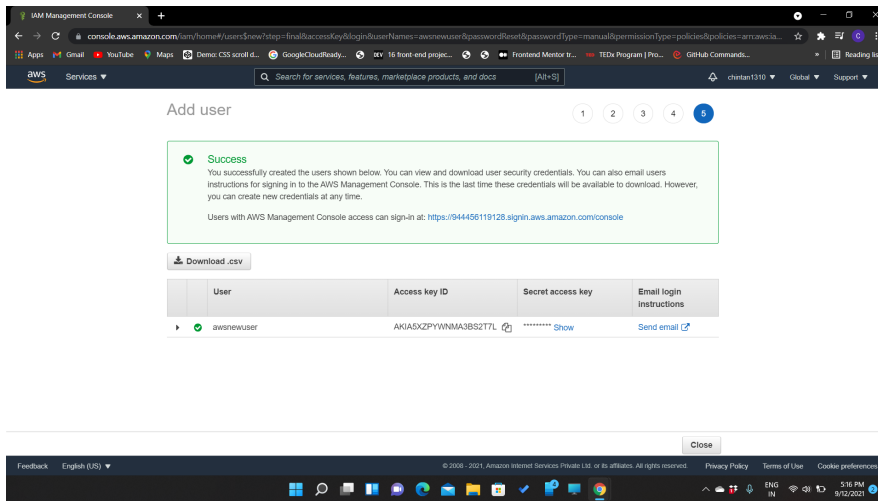 IAM Management Console
console.aws.amazon.com/iam/home#/users$new?step=final&accessKey&login&userNames=awsnewuser&passwordReset&passwordType=manual&permissionType=policies&policies=arn:aws:ia...
Apps Gmail YouTube Maps Demo: CSS scroll d... GoogleCloudReady... DEV 16 front-end projec... Frontend Mentor tr... TEDx Program | Pro... GitHub Commands... » Reading lis
aws Services ▼ Search for services, features, marketplace products, and docs [Alt+S] chintan1310 ▼ Global ▼ Support ▼
Add user
1 2 3 4 5
Success
You successfully created the users shown below. You can view and download user security credentials. You can also email users
instructions for signing in to the AWS Management Console. This is the last time these credentials will be available to download. However,
you can create new credentials at any time.
Users with AWS Management Console access can sign-in at: https://944456119128.signin.aws.amazon.com/console
Download .csv
User Access key ID Secret access key Email login
instructions
awsnewuser AKIA5XZPYWNMA3BS2T7L ********* Show Send email
Close
Feedback English (US) ▼ © 2008 - 2021, Amazon Internet Services Private Ltd. or its affiliates. All rights reserved. Privacy Policy Terms of Use Cookie preferences
ENG 5:16 PM
IN 9/12/2021 2